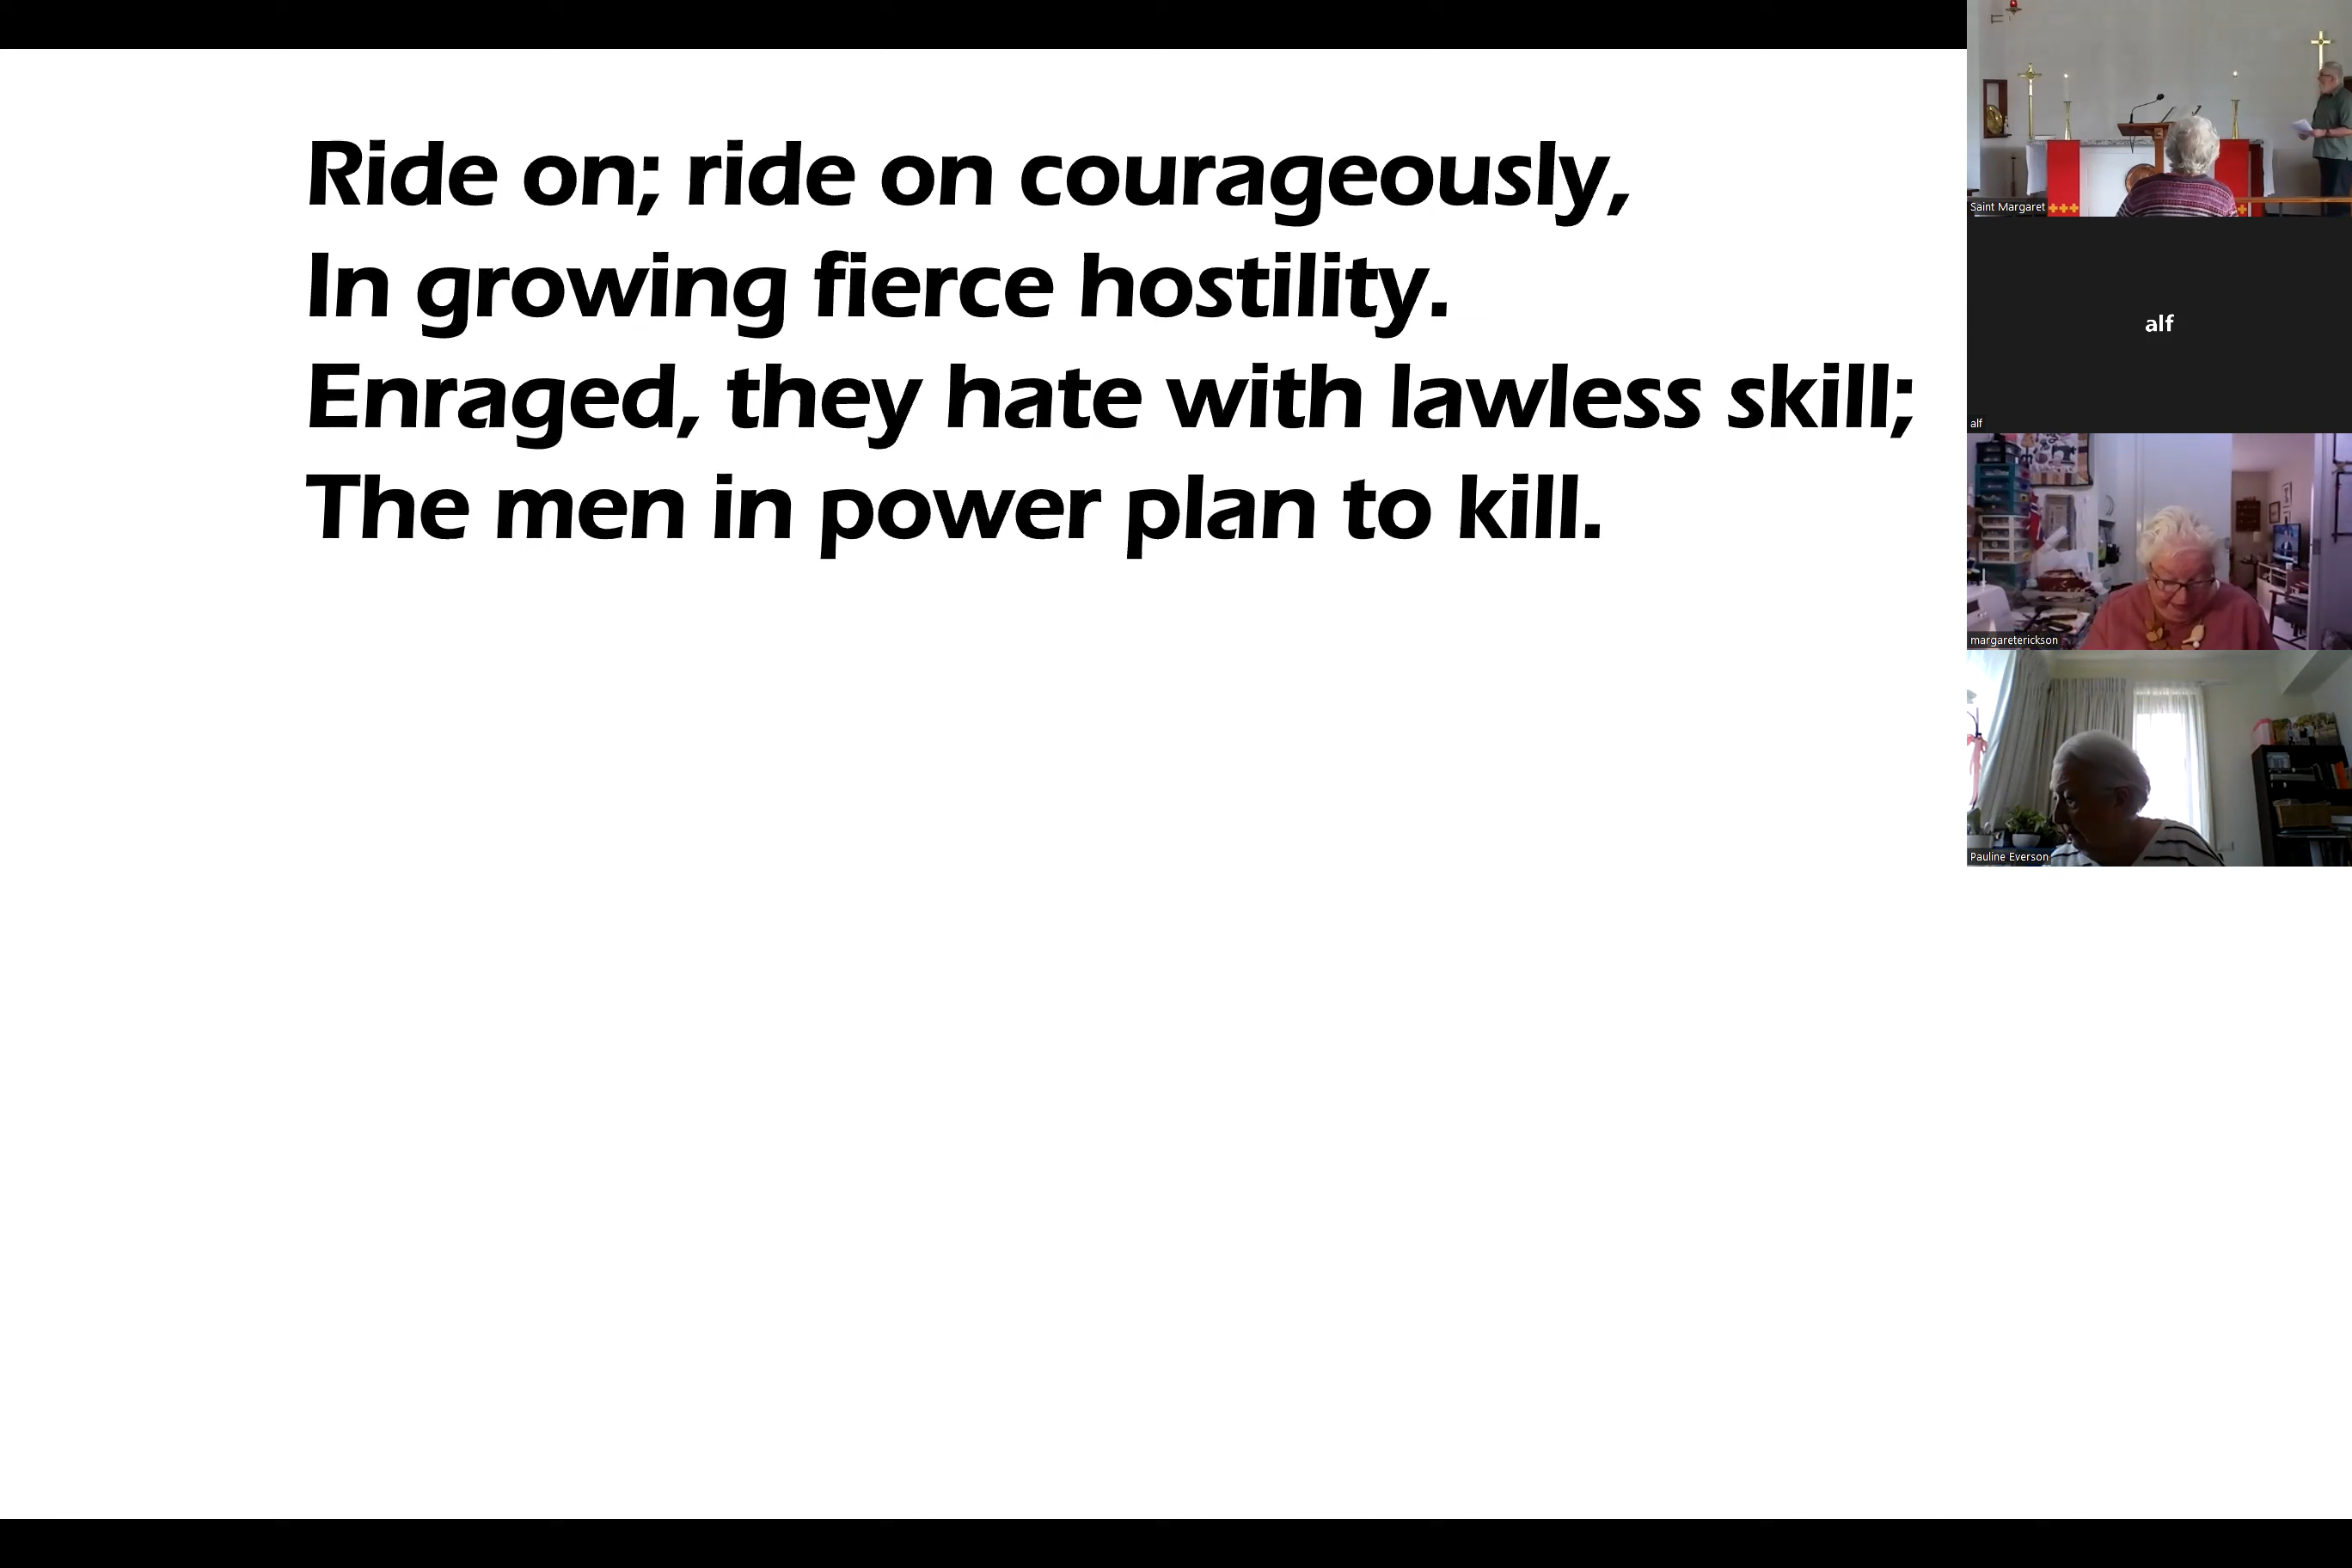 Ride on; ride on courageously,
In growing fierce hostility.
Enraged, they hate with lawless skill;
The men in power plan to kill.
Saint Margaret
alf
alf
margareterickson
Pauline Everson